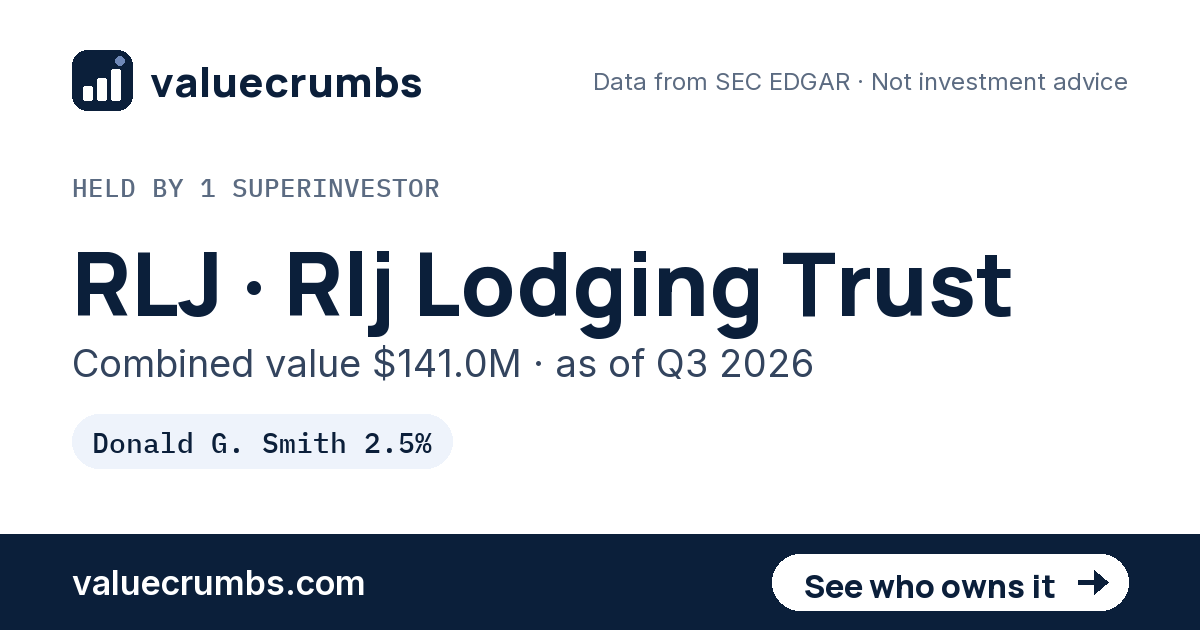 valuecrumbs
Data from SEC EDGAR · Not investment advice
HELD BY 1 SUPERINVESTOR
RLJ · Rlj Lodging Trust
Combined value $141.0M · as of Q3 2026
Donald G. Smith 2.5%
valuecrumbs.com
See who owns it →